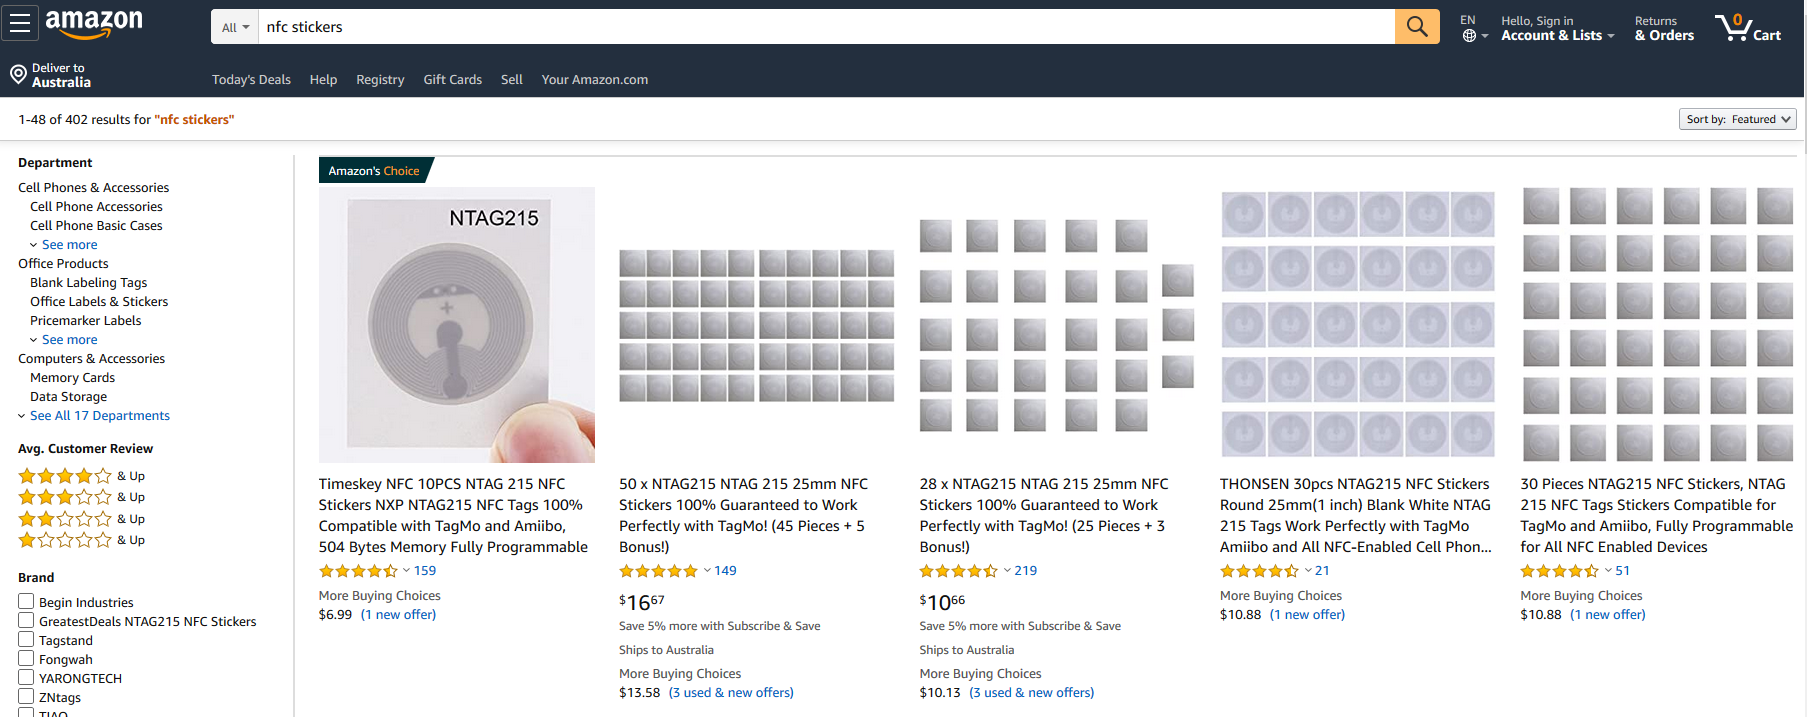 amazon
All
nfc stickers
EN
Hello, Sign in
Account & Lists
Returns
& Orders
0
Cart
Deliver to
Australia
Today's Deals
Help
Registry
Gift Cards
Sell
Your Amazon.com
1-48 of 402 results for "nfc stickers"
Sort by: Featured
Department
Cell Phones & Accessories
Cell Phone Accessories
Cell Phone Basic Cases
See more
Office Products
Blank Labeling Tags
Office Labels & Stickers
Pricemarker Labels
See more
Computers & Accessories
Memory Cards
Data Storage
See All 17 Departments
Avg. Customer Review
& Up
& Up
& Up
& Up
Brand
Begin Industries
GreatestDeals NTAG215 NFC Stickers
Tagstand
Fongwah
YARONGTECH
ZNtags
TIAO
Amazon's Choice
NTAG215
Timeskey NFC 10PCS NTAG 215 NFC
Stickers NXP NTAG215 NFC Tags 100%
Compatible with TagMo and Amiibo,
504 Bytes Memory Fully Programmable
159
More Buying Choices
$6.99 (1 new offer)
50 x NTAG215 NTAG 215 25mm NFC
Stickers 100% Guaranteed to Work
Perfectly with TagMo! (45 Pieces + 5
Bonus!)
149
$1667
Save 5% more with Subscribe & Save
Ships to Australia
More Buying Choices
$13.58 (3 used & new offers)
28 x NTAG215 NTAG 215 25mm NFC
Stickers 100% Guaranteed to Work
Perfectly with TagMo! (25 Pieces + 3
Bonus!)
219
$1066
Save 5% more with Subscribe & Save
Ships to Australia
More Buying Choices
$10.13 (3 used & new offers)
THONSEN 30pcs NTAG215 NFC Stickers
Round 25mm(1 inch) Blank White NTAG
215 Tags Work Perfectly with TagMo
Amiibo and All NFC-Enabled Cell Phon...
21
More Buying Choices
$10.88 (1 new offer)
30 Pieces NTAG215 NFC Stickers, NTAG
215 NFC Tags Stickers Compatible for
TagMo and Amiibo, Fully Programmable
for All NFC Enabled Devices
51
More Buying Choices
$10.88 (1 new offer)